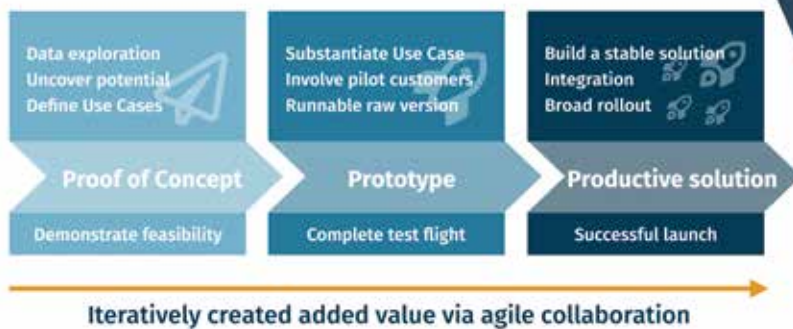 Data exploration
Uncover potential
Define Use Cases
Proof of Concept
Demonstrate feasibility
Substantiate Use Case
Involve pilot customers
Runnable raw version
Prototype
Complete test flight
Build a stable solution
Integration
Broad rollout
Productive solution
Successful launch
Iteratively created added value via agile collaboration